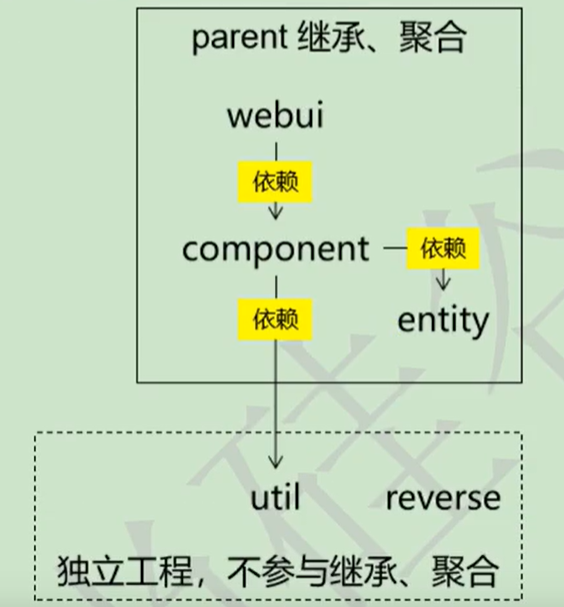 parent 继承、聚合
webui
依赖
component
依赖
依赖
entity
util
reverse
独立工程，不参与继承、聚合